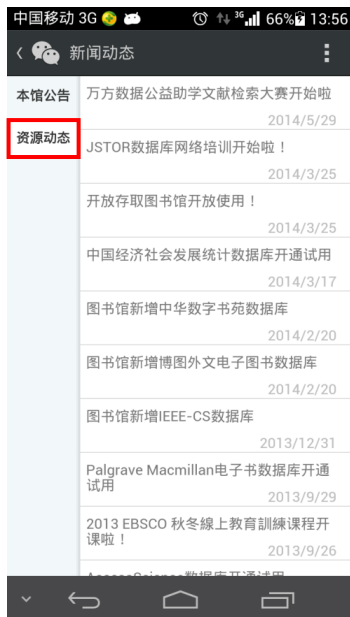 中国移动 3G 3G 66% 13:56
新闻动态
本馆公告
资源动态
万方数据公益助学文献检索大赛开始啦
2014/5/29
JSTOR数据库网络培训开始啦！
2014/3/25
开放存取图书馆开放使用！
2014/3/25
中国经济社会发展统计数据库开通试用
2014/3/17
图书馆新增中华数字书苑数据库
2014/2/20
图书馆新增博图外文电子图书数据库
2014/2/20
图书馆新增IEEE-CS数据库
2013/12/31
Palgrave Macmillan电子书数据库开通
试用
2013/9/29
2013 EBSCO 秋冬線上教育訓練课程开
课啦！
2013/9/26